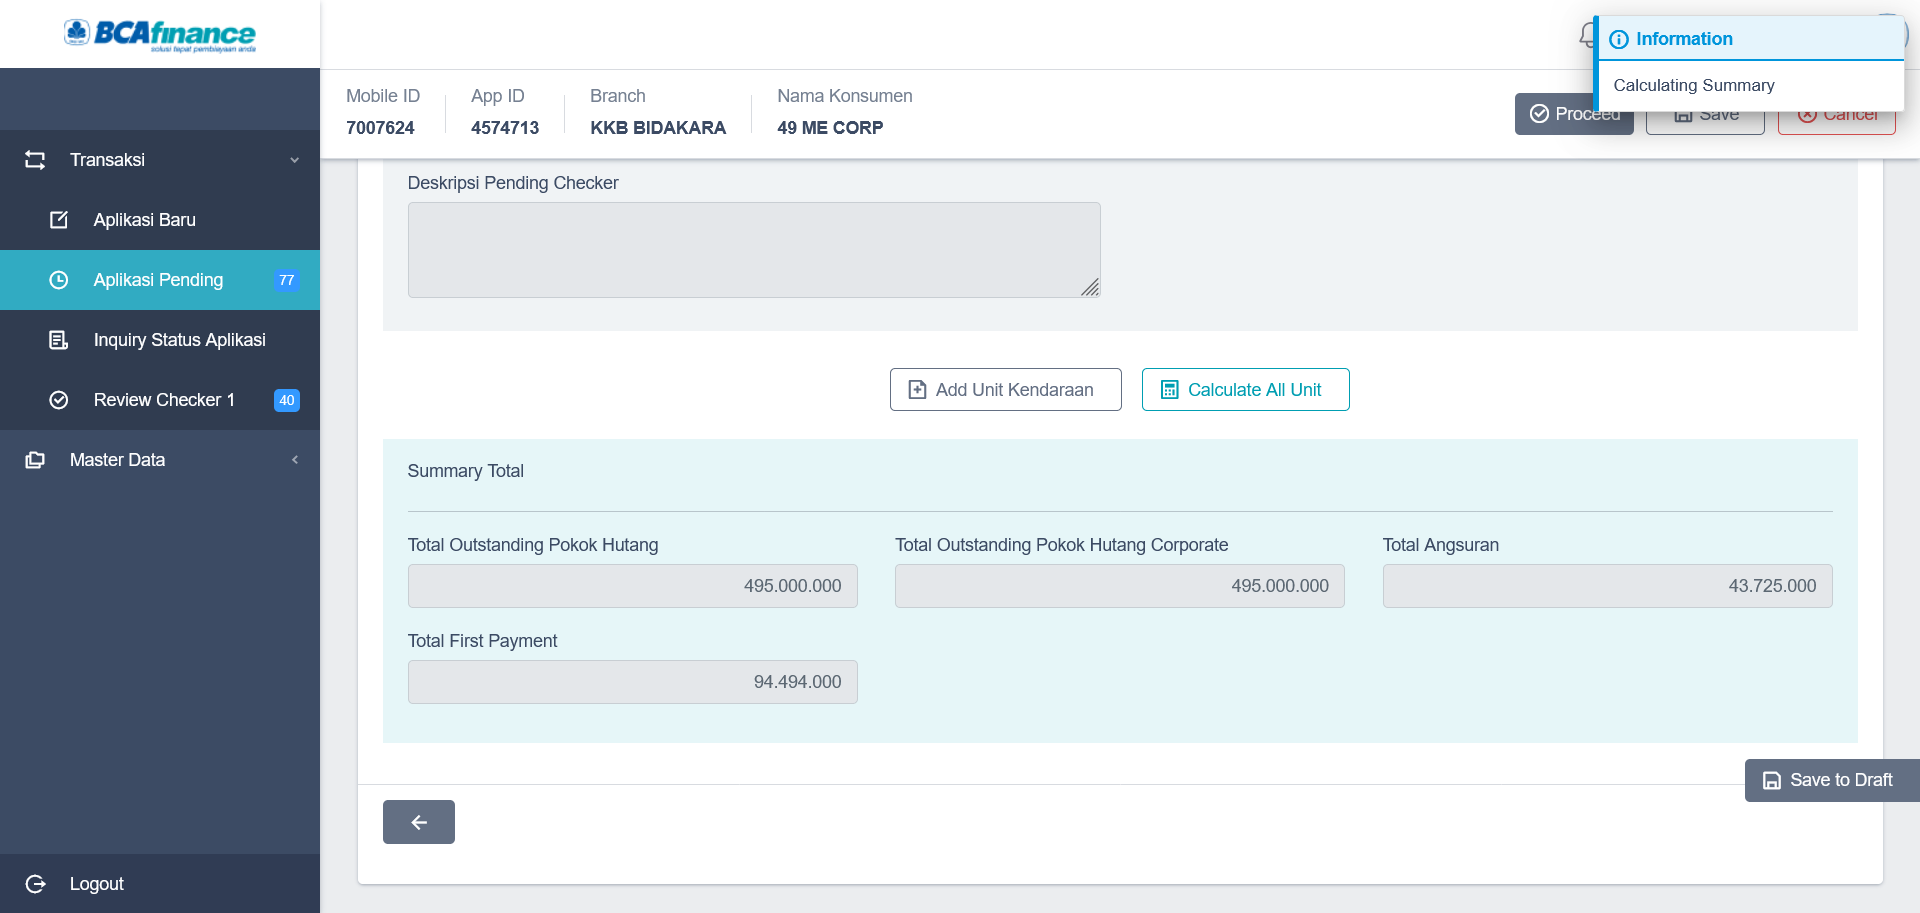 BCAfinance
solusi tepat pembiayaan anda
Information
Calculating Summary
Mobile ID
7007624
App ID
4574713
Branch
KKB BIDAKARA
Nama Konsumen
49 ME CORP
Proceed
Save
Cancel
Transaksi
Aplikasi Baru
Aplikasi Pending
77
Inquiry Status Aplikasi
Review Checker 1
40
Master Data
Logout
Deskripsi Pending Checker
Add Unit Kendaraan
Calculate All Unit
Summary Total
Total Outstanding Pokok Hutang
495.000.000
Total Outstanding Pokok Hutang Corporate
495.000.000
Total Angsuran
43.725.000
Total First Payment
94.494.000
Save to Draft